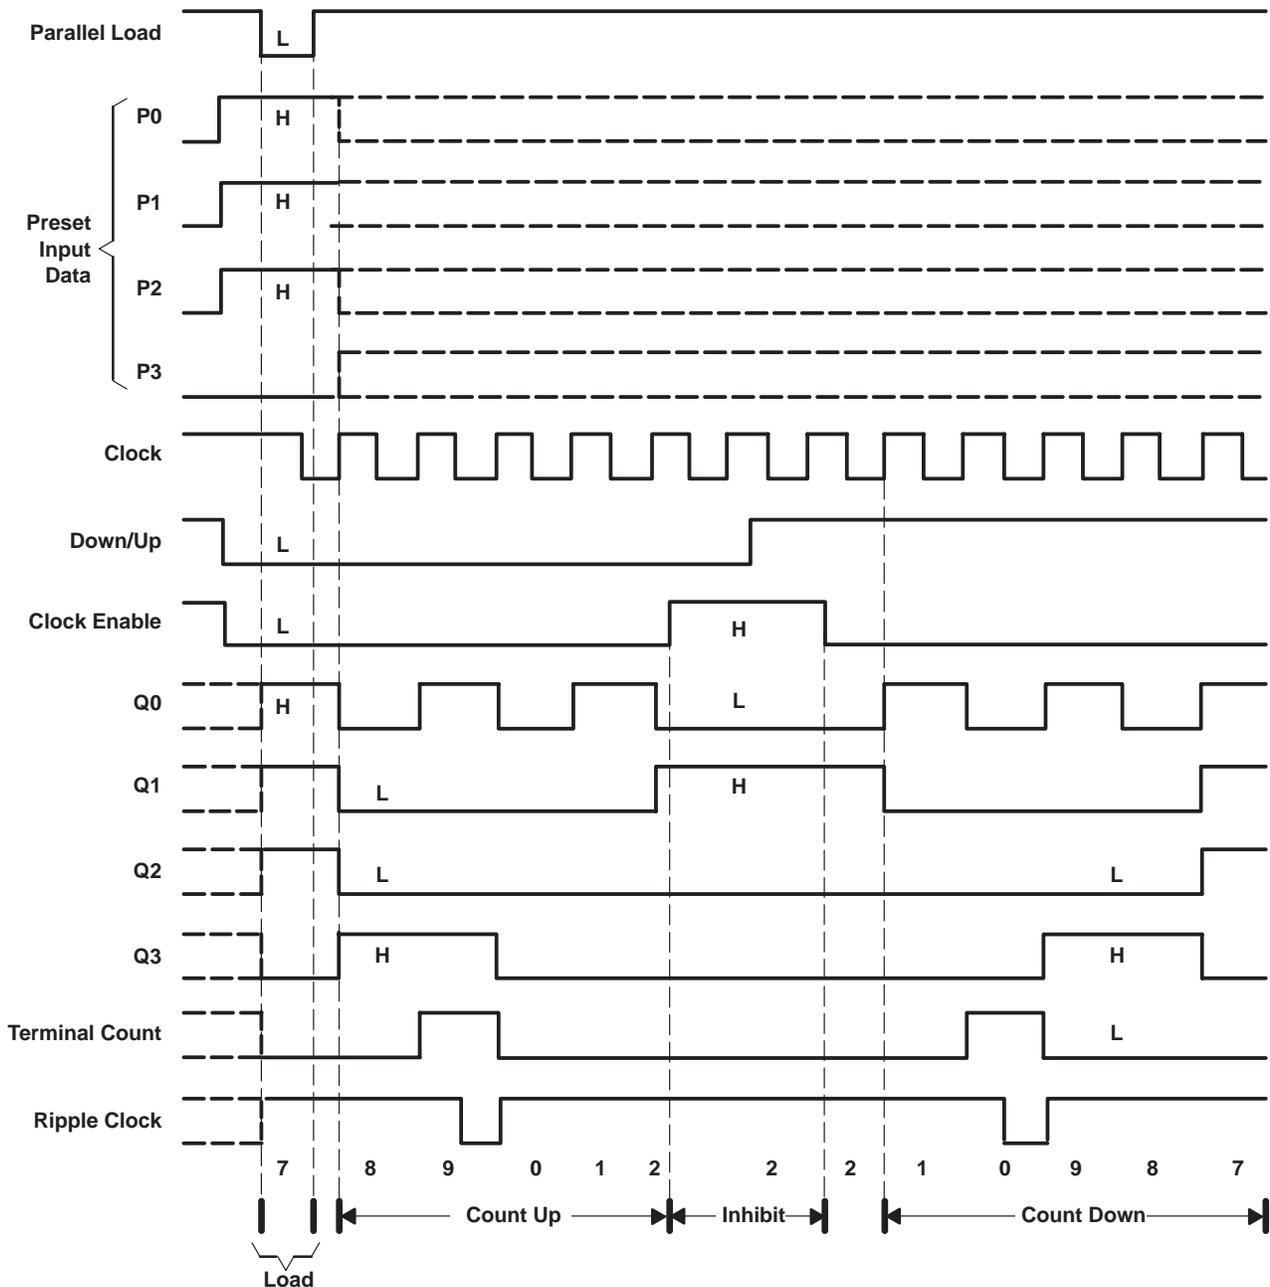 Parallel Load
L
P0
H
P1
H
Preset
Input
Data
P2
H
P3
Clock
Down/Up
L
Clock Enable
L
H
Q0
H
L
Q1
L
H
Q2
L
L
Q3
H
H
Terminal Count
L
Ripple Clock
7 8 9 0 1 2 2 2 1 0 9 8 7
Count Up
Inhibit
Count Down
Load